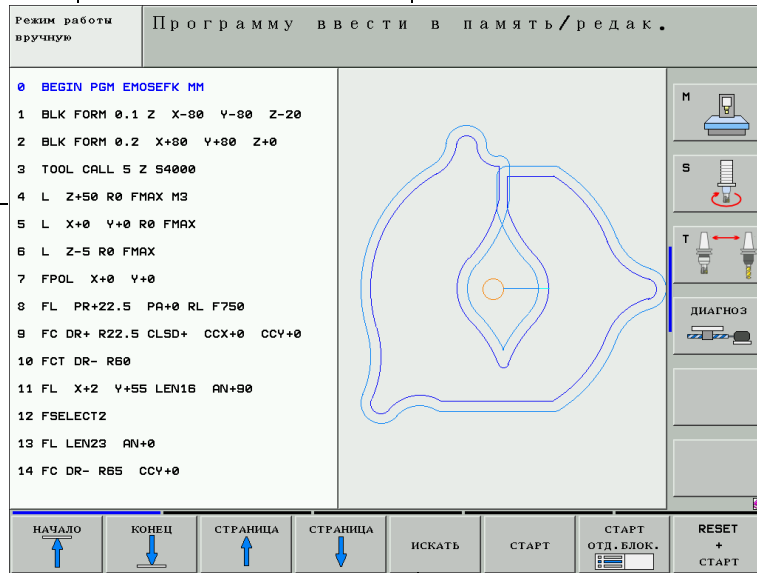 Режим работы
вручную
Программу ввести в память/редак.
0 BEGIN PGM EMOSEFK MM
1 BLK FORM 0.1 Z X-80 Y-80 Z-20
2 BLK FORM 0.2 X+80 Y+80 Z+0
3 TOOL CALL 5 Z S4000
4 L Z+50 R0 FMAX M3
5 L X+0 Y+0 R0 FMAX
6 L Z-5 R0 FMAX
7 FPOL X+0 Y+0
8 FL PR+22.5 PA+0 RL F750
9 FC DR+ R22.5 CLSD+ CCX+0 CCY+0
10 FCT DR- R60
11 FL X+2 Y+55 LEN16 AN+90
12 FSELECT2
13 FL LEN23 AN+0
14 FC DR- R65 CCY+0
M
S
T
ДИАГНОЗ
НАЧАЛО
КОНЕЦ
СТРАНИЦА
СТРАНИЦА
ИСКАТЬ
СТАРТ
СТАРТ
ОТД.БЛОК.
RESET
+
СТАРТ